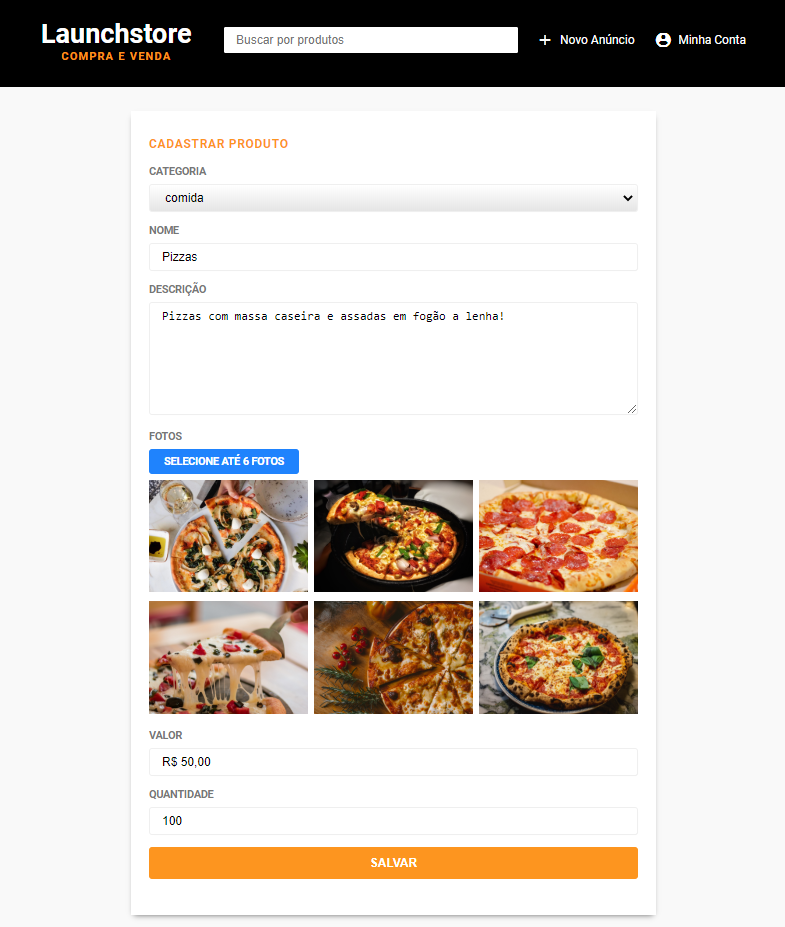 Launchstore
COMPRA E VENDA
Buscar por produtos
Novo Anúncio
Minha Conta
CADASTRAR PRODUTO
CATEGORIA
comida
NOME
Pizzas
DESCRIÇÃO
Pizzas com massa caseira e assadas em fogão a lenha!
FOTOS
SELECIONE ATÉ 6 FOTOS
VALOR
R$ 50,00
QUANTIDADE
100
SALVAR